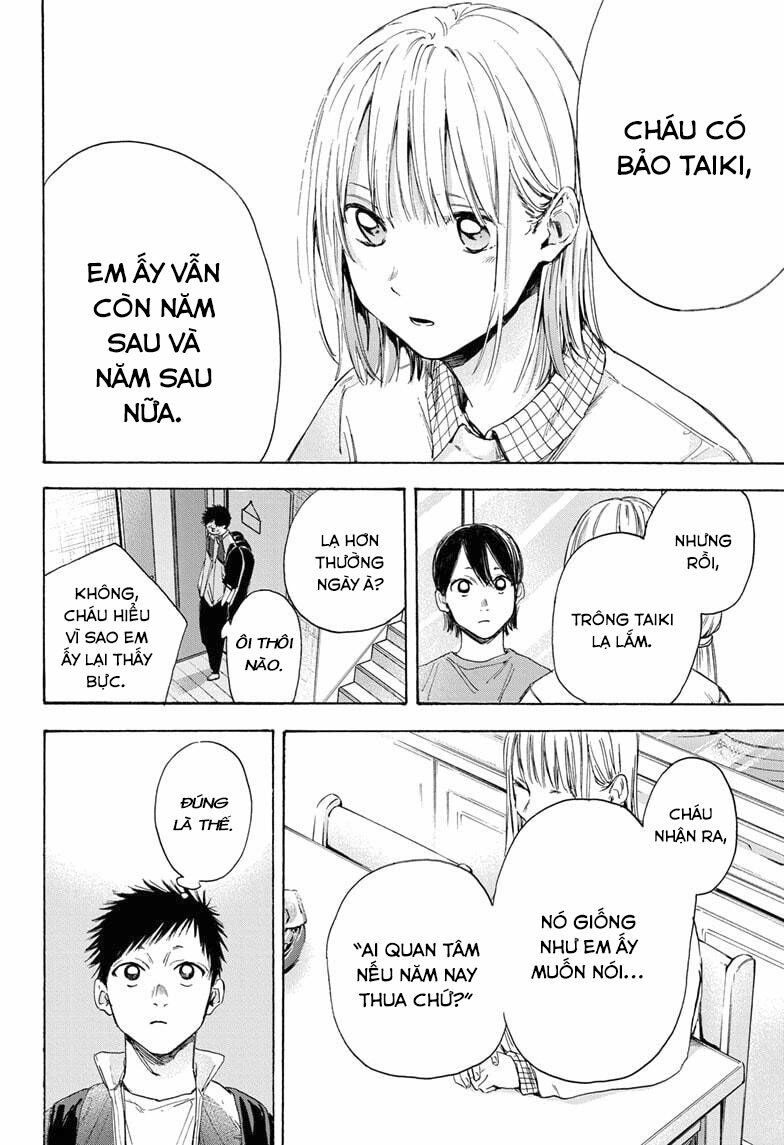 CHÁU CÓ
BẢO TAIKI,
EM ẤY VẪN
CÒN NĂM
SAU VÀ
NĂM SAU
NỮA.
NHƯNG
RỒI,
TRÔNG TAIKI
LẠ LẮM.
LẠ HƠN
THƯỜNG
NGÀY À?
ÔI THÔI
NÀO.
KHÔNG,
CHÁU HIỂU
VÌ SAO EM
ẤY LẠI THẤY
BỰC.
CHÁU
NHẬN RA,
NÓ GIỐNG
NHƯ EM ẤY
MUỐN NÓI...
“AI QUAN TÂM
NẾU NĂM NAY
THUA CHỨ?”
ĐÚNG
LÀ THẾ.